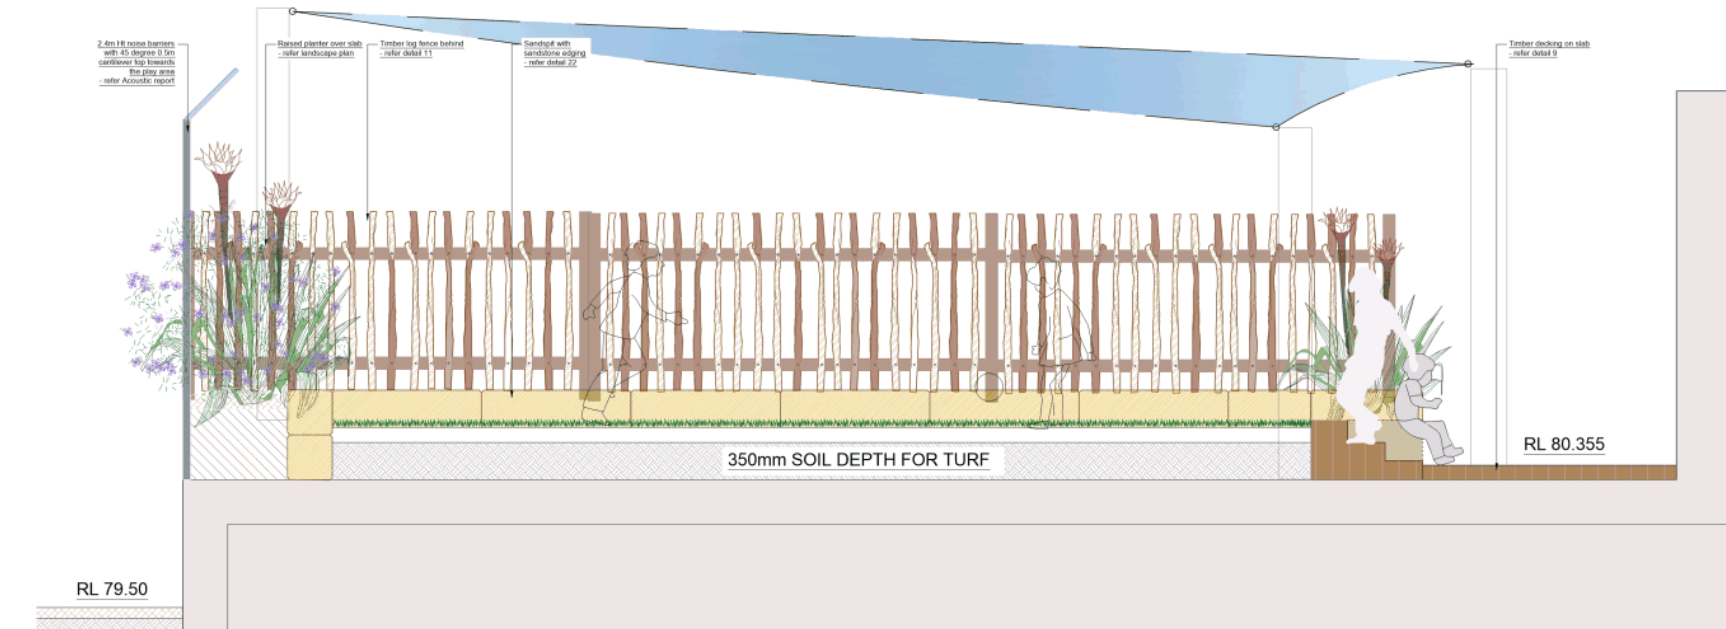 2.4m Ht noise barriers
with 45 degree 0.5m
cantilever top towards
the play area
- refer Acoustic report
Raised planter over slab
- refer landscape plan
Timber log fence behind
- refer detail 11
Sandspit with
sandstone edging
- refer detail 22
Timber decking on slab
- refer detail 9
350mm SOIL DEPTH FOR TURF
RL 80.355
RL 79.50